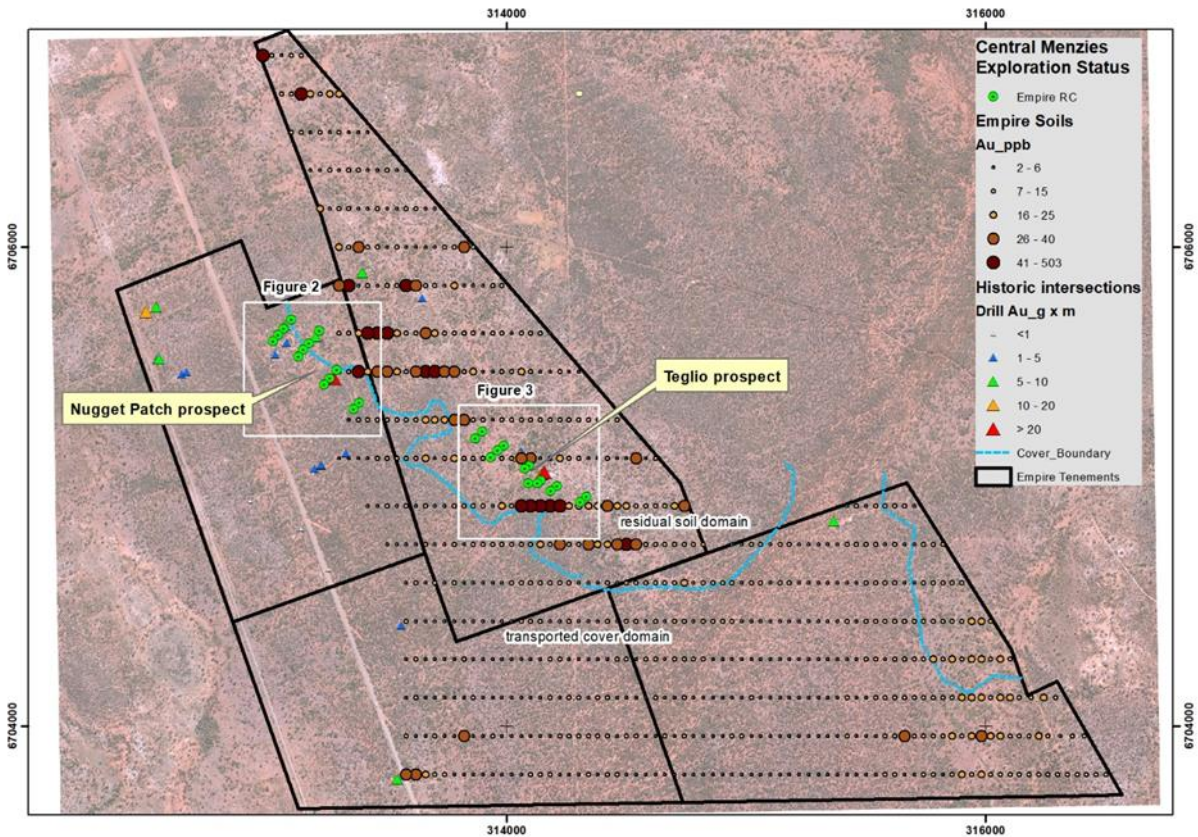 314000
316000
Central Menzies
Exploration Status
Empire RC
Empire Soils
Au_ppb
2 - 6
7 - 15
16 - 25
26 - 40
41 - 503
Historic intersections
Drill Au_g x m
<1
1 - 5
5 - 10
10 - 20
> 20
Cover_Boundary
Empire Tenements
6706000
6706000
Figure 2
Teglio prospect
Figure 3
Nugget Patch prospect
residual soil domain
transported cover domain
6704000
6704000
314000
316000